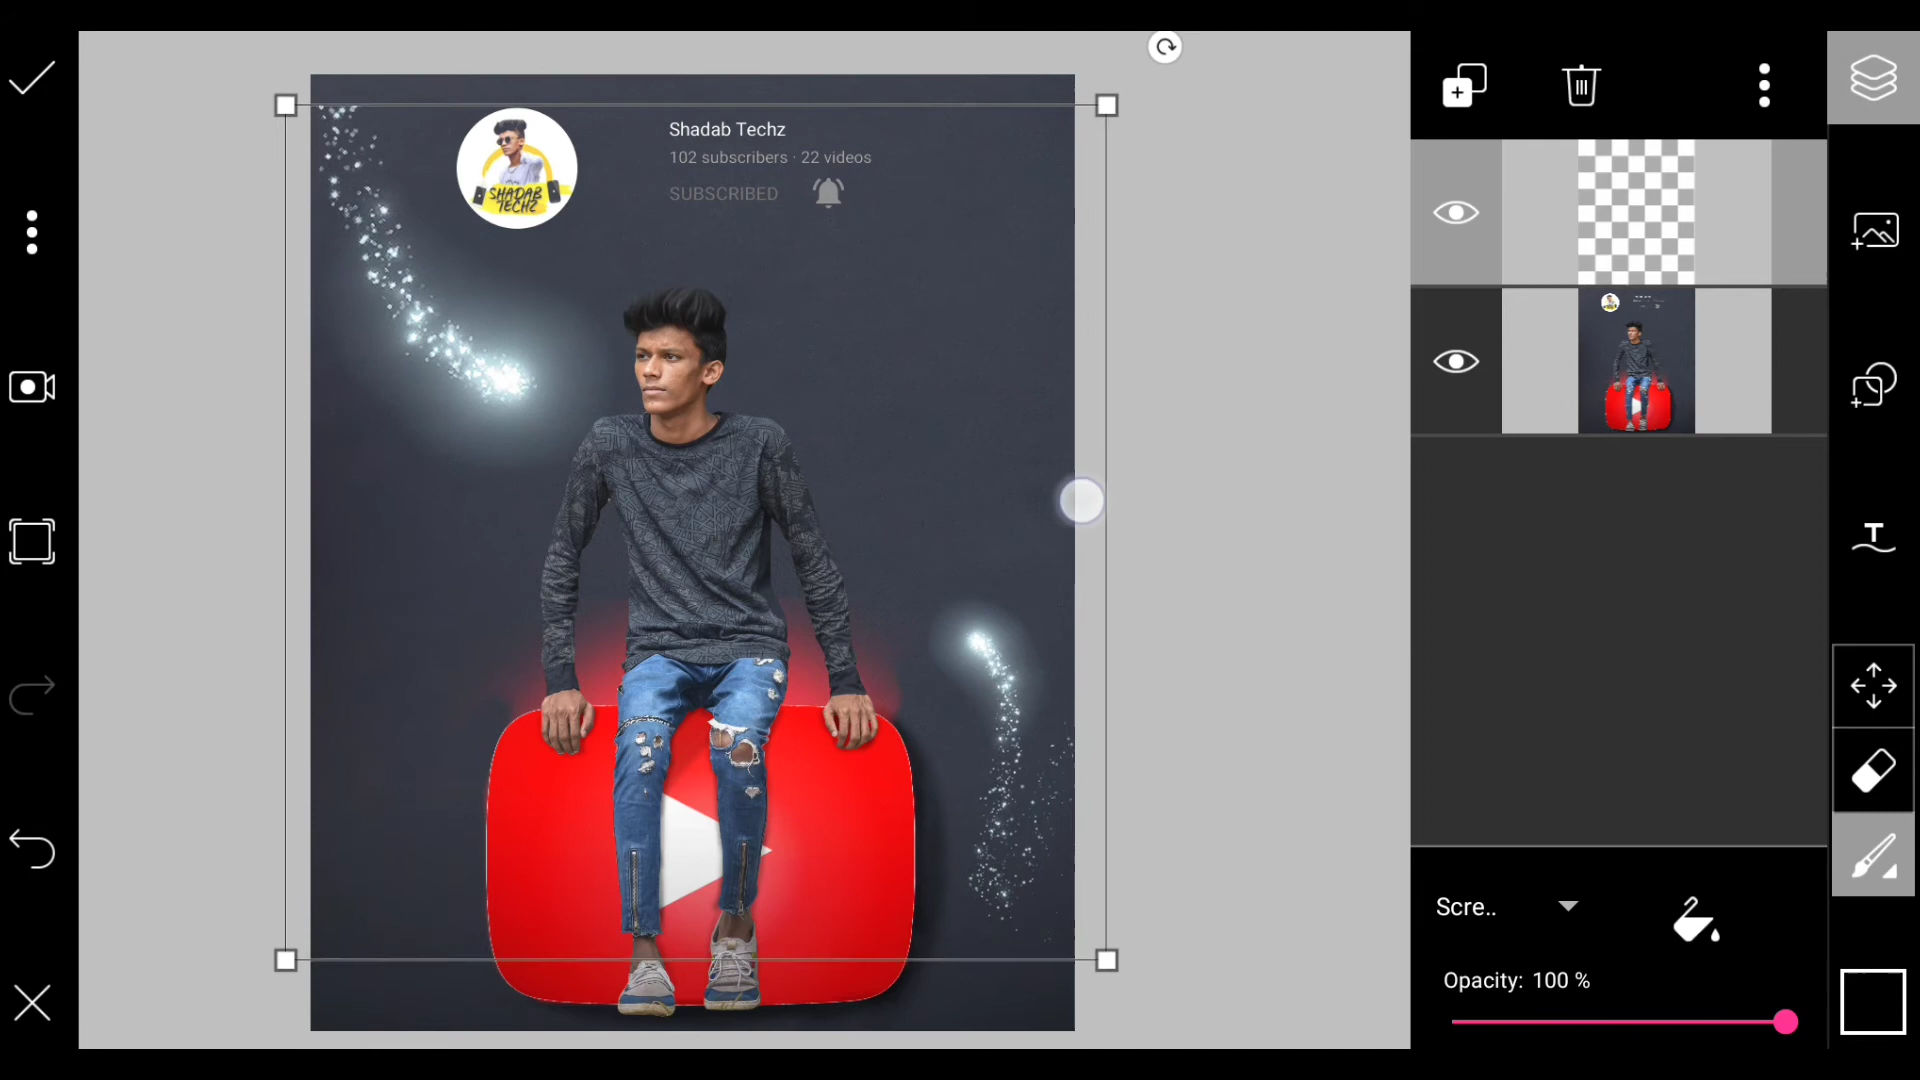 Shadab Techz
102 subscribers · 22 videos
SUBSCRIBED
SHADAB
TECHZ
T
Scre..
Opacity: 100 %